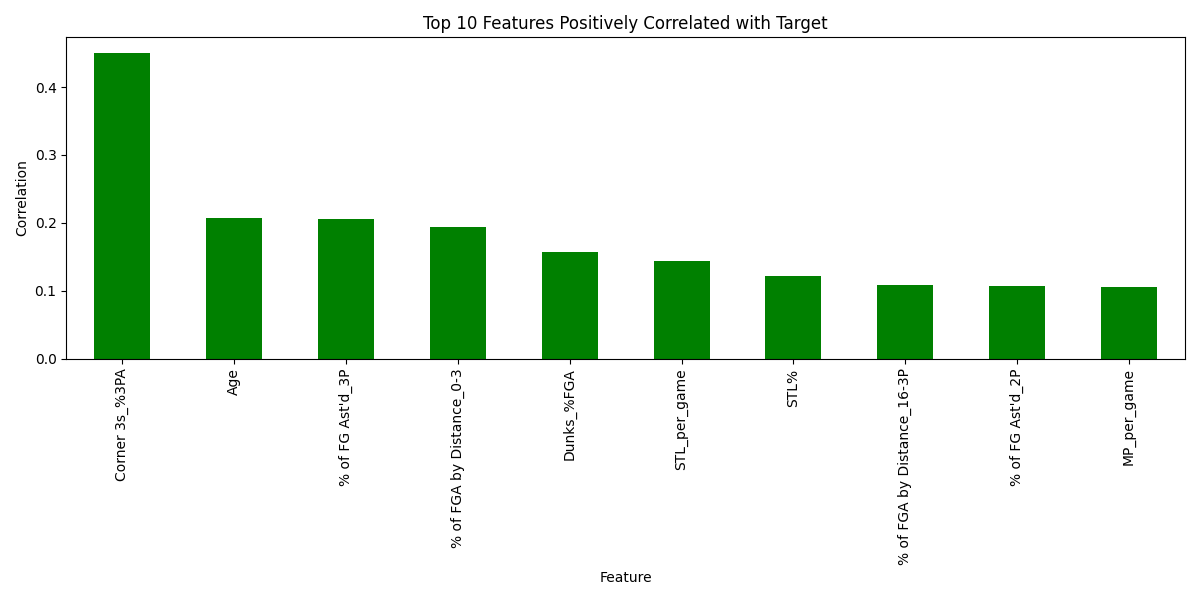 Top 10 Features Positively Correlated with Target
Correlation
0.4
0.3
0.2
0.1
0.0
Corner 3s_%3PA
Age
% of FG Ast'd_3P
% of FGA by Distance_0-3
Dunks_%FGA
STL_per_game
STL%
% of FGA by Distance_16-3P
% of FG Ast'd_2P
MP_per_game
Feature